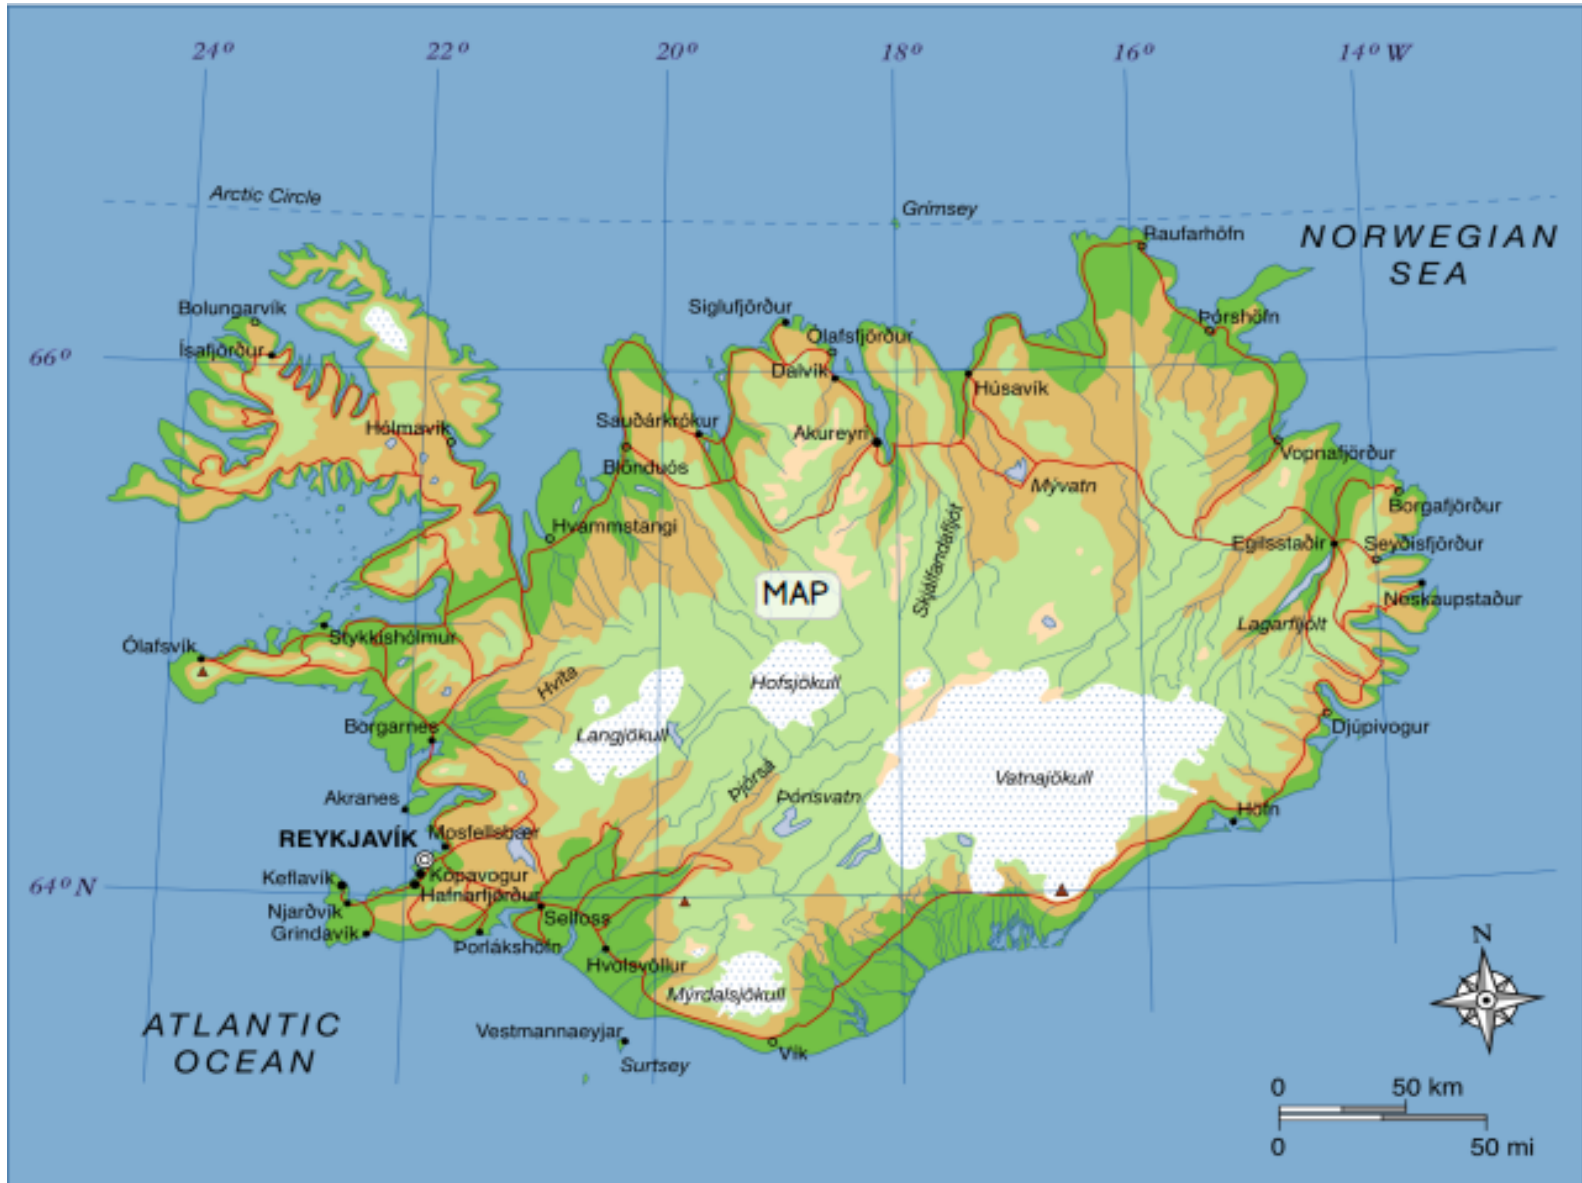 24°
22°
20°
18°
16°
14° W
Arctic Circle
Grímsey
Raufarhöfn
NORWEGIAN
SEA
Bolungarvík
Siglufjörður
Þórshöfn
Ólafsfjörður
Ísafjörður
66°
Dalvík
Húsavík
Sauðárkrókur
Hólmavík
Akureyri
Vopnafjörður
Blönduós
Mývatn
Borgafjörður
Hvammstangi
Skjálfandafljót
Egilsstaðir
Seyðisfjörður
MAP
Neskaupstaður
Lagarfljót
Stykkishólmur
Ólafsvík
Hvíta
Hofsjökull
Borgarnes
Langjökull
Djúpivogur
Vatnajökull
Þjórsá
Þórisvatn
Akranes
Höfn
REYKJAVÍK
Mosfellsbær
Keflavík
Kópavogur
64° N
Hafnarfjörður
Njarðvík
Selfoss
Grindavík
Þorlákshöfn
Hvolsvöllur
Mýrdalsjökull
N
ATLANTIC
OCEAN
Vestmannaeyjar
Vík
Surtsey
0 50 km
0 50 mi